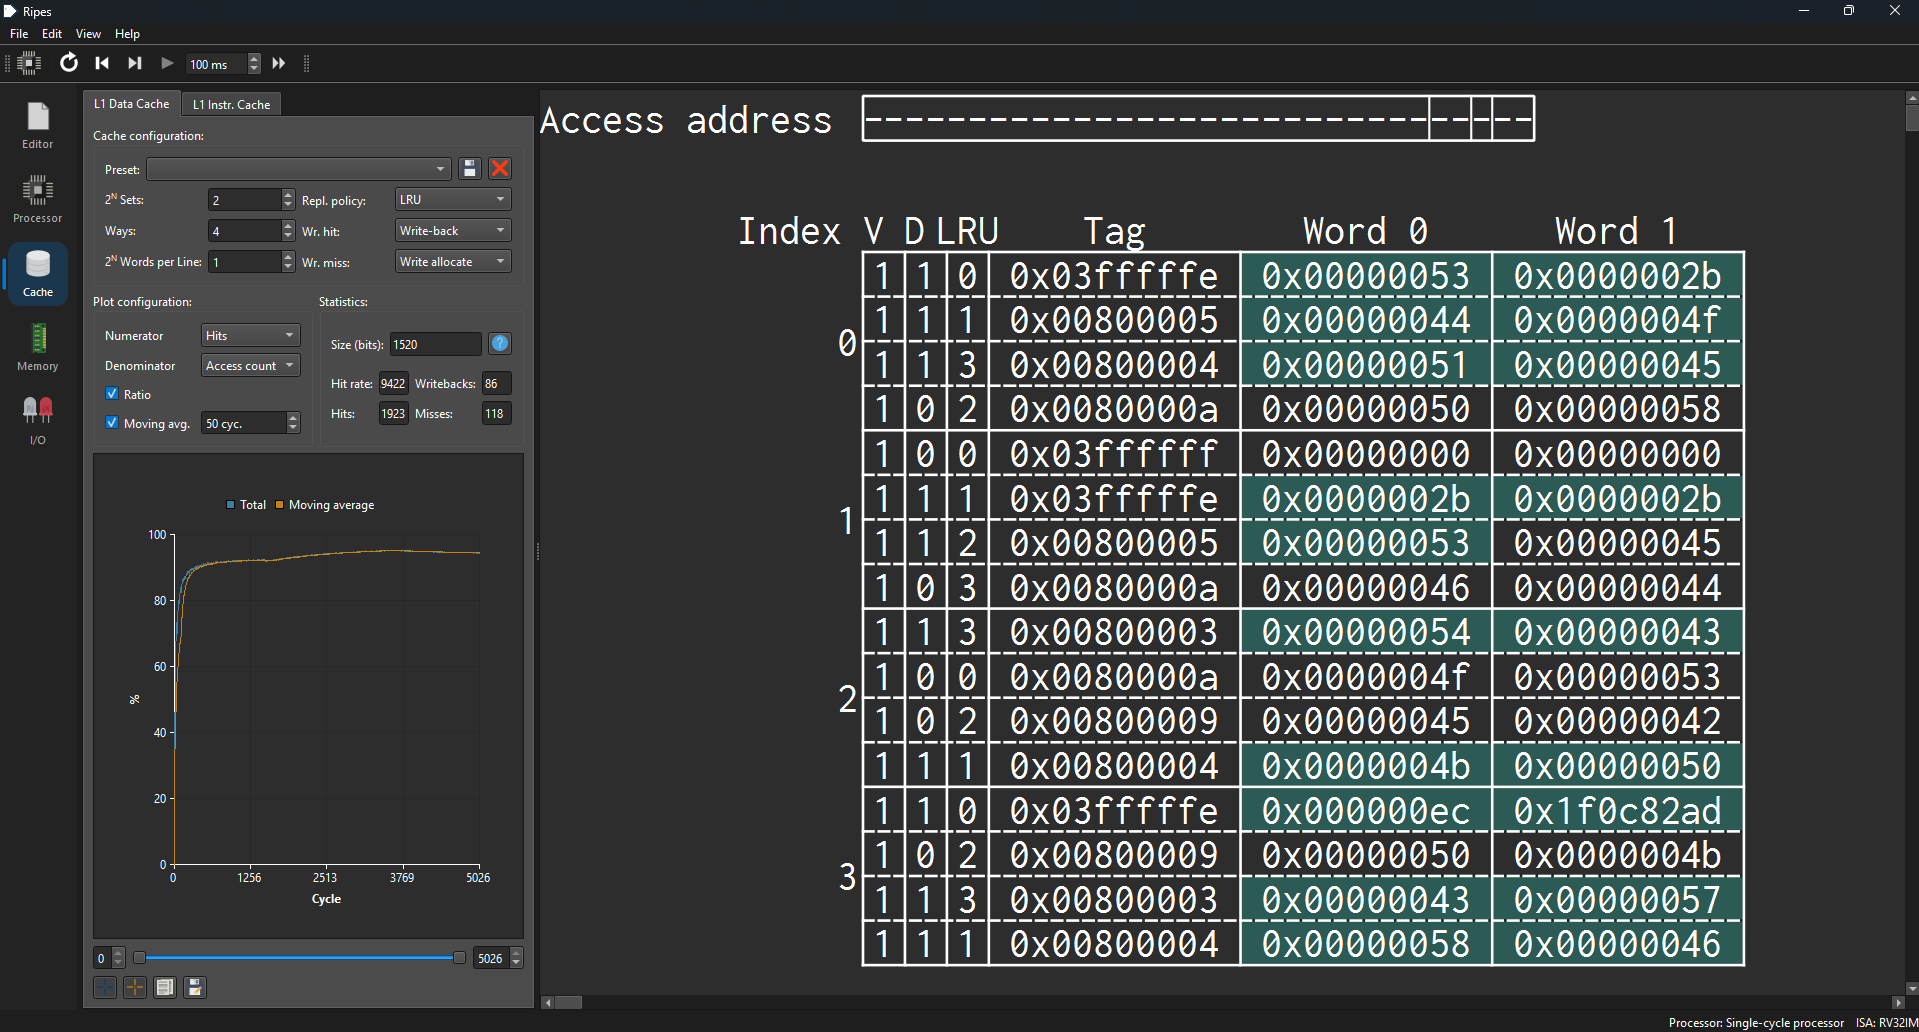 Ripes
File Edit View Help
100 ms
Editor
Processor
Cache
Memory
I/O
L1 Data Cache L1 Instr. Cache
Cache configuration:
Preset:
2^N Sets: 2 Repl. policy: LRU
Ways: 4 Wr. hit: Write-back
2^N Words per Line: 1 Wr. miss: Write allocate
Plot configuration:
Numerator Hits
Denominator Access count
Ratio
Moving avg. 50 cyc.
Statistics:
Size (bits): 1520 ?
Hit rate: 9422 Writebacks: 86
Hits: 1923 Misses: 118
Total Moving average
100
80
60
%
40
20
0
0 1256 2513 3769 5026
Cycle
0 5026
Access address --------------------------- -- - --
Index V D LRU Tag Word 0 Word 1
0
1 1 0 0x03fffffe 0x00000053 0x0000002b
1 1 1 0x00800005 0x00000044 0x0000004f
1 1 3 0x00800004 0x00000051 0x00000045
1 0 2 0x0080000a 0x00000050 0x00000058
1
1 0 0 0x03ffffff 0x00000000 0x00000000
1 1 1 0x03fffffe 0x0000002b 0x0000002b
1 1 2 0x00800005 0x00000053 0x00000045
1 0 3 0x0080000a 0x00000046 0x00000044
2
1 1 3 0x00800003 0x00000054 0x00000043
1 0 0 0x0080000a 0x0000004f 0x00000053
1 0 2 0x00800009 0x00000045 0x00000042
1 1 1 0x00800004 0x0000004b 0x00000050
3
1 1 0 0x03fffffe 0x000000ec 0x1f0c82ad
1 0 2 0x00800009 0x00000050 0x0000004b
1 1 3 0x00800003 0x00000043 0x00000057
1 1 1 0x00800004 0x00000058 0x00000046
Processor: Single-cycle processor ISA: RV32IM